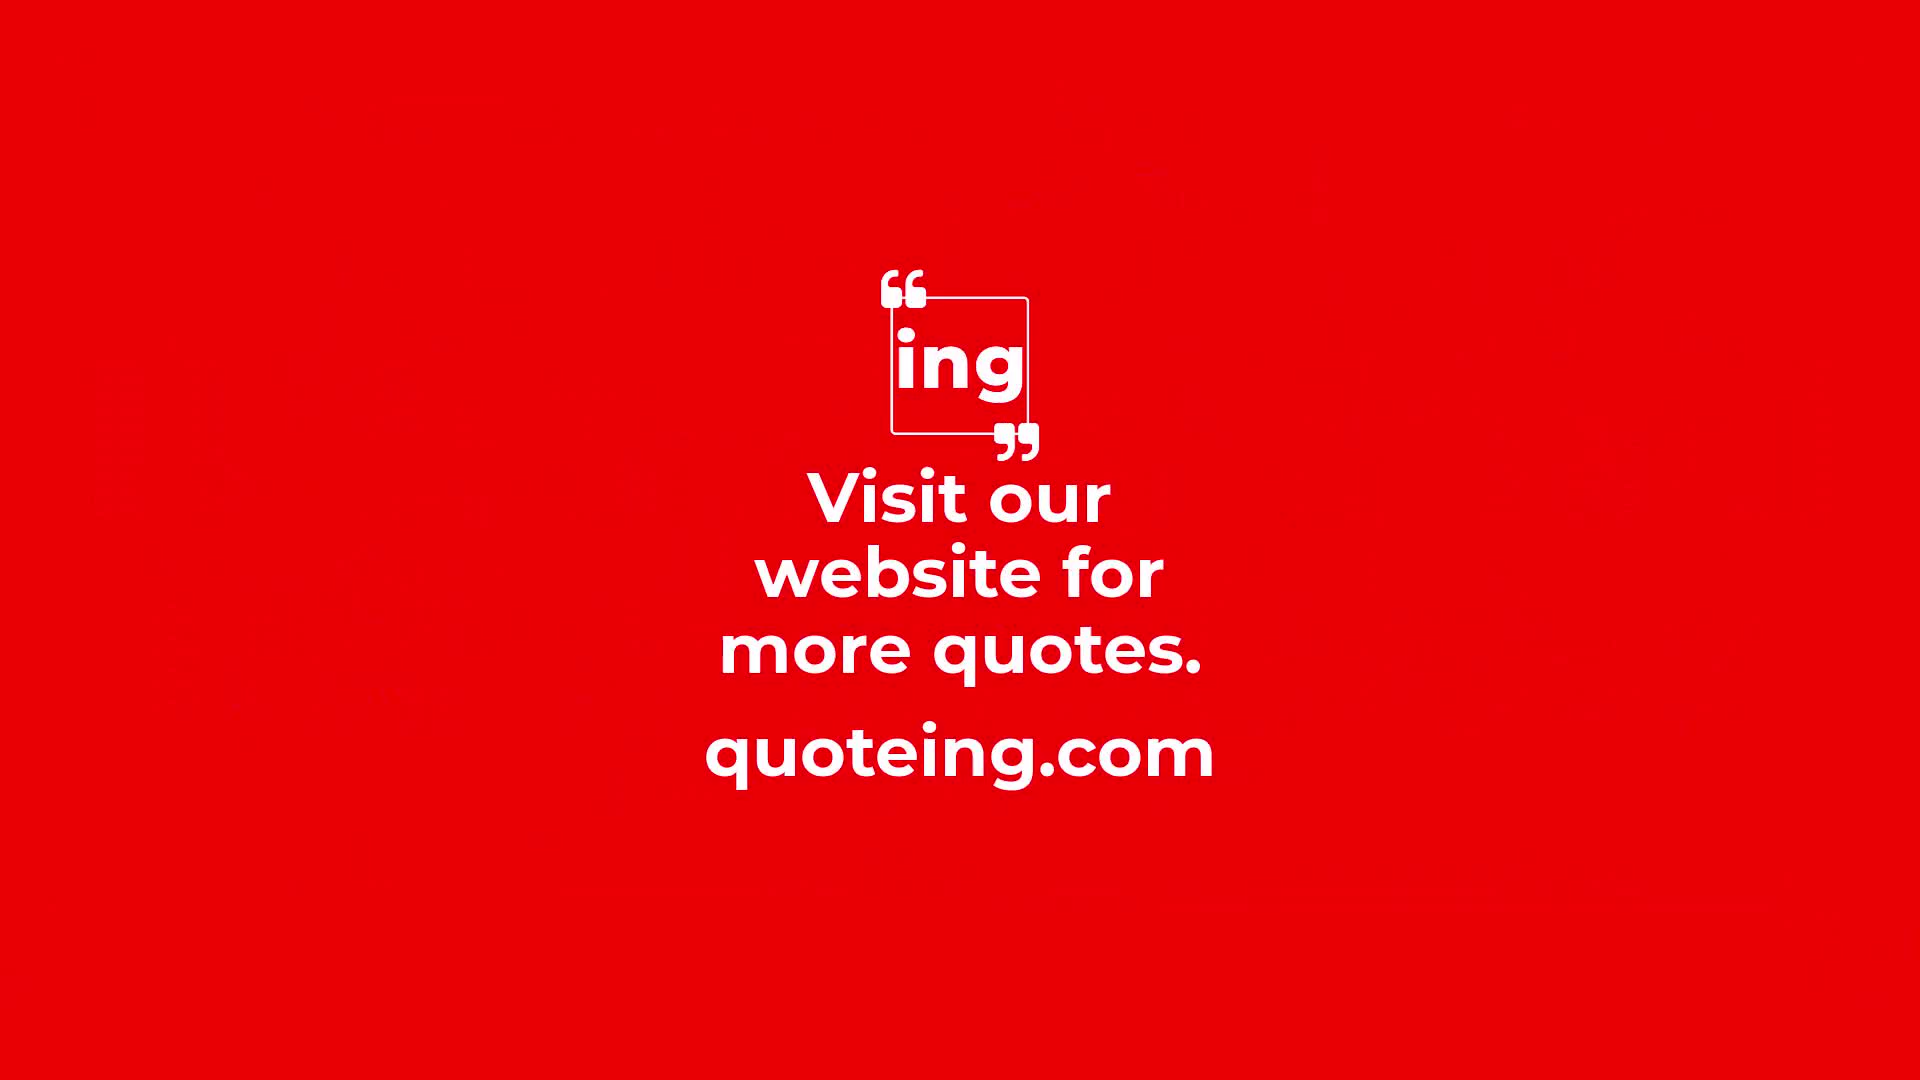 ing
Visit our
website for
more quotes.
quoteing.com